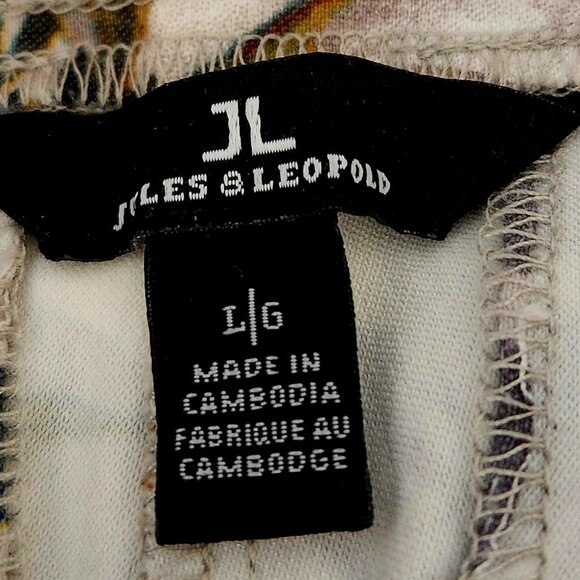 JL
JULES & LEOPOLD
L|G
MADE IN
CAMBODIA
FABRIQUE AU
CAMBODGE